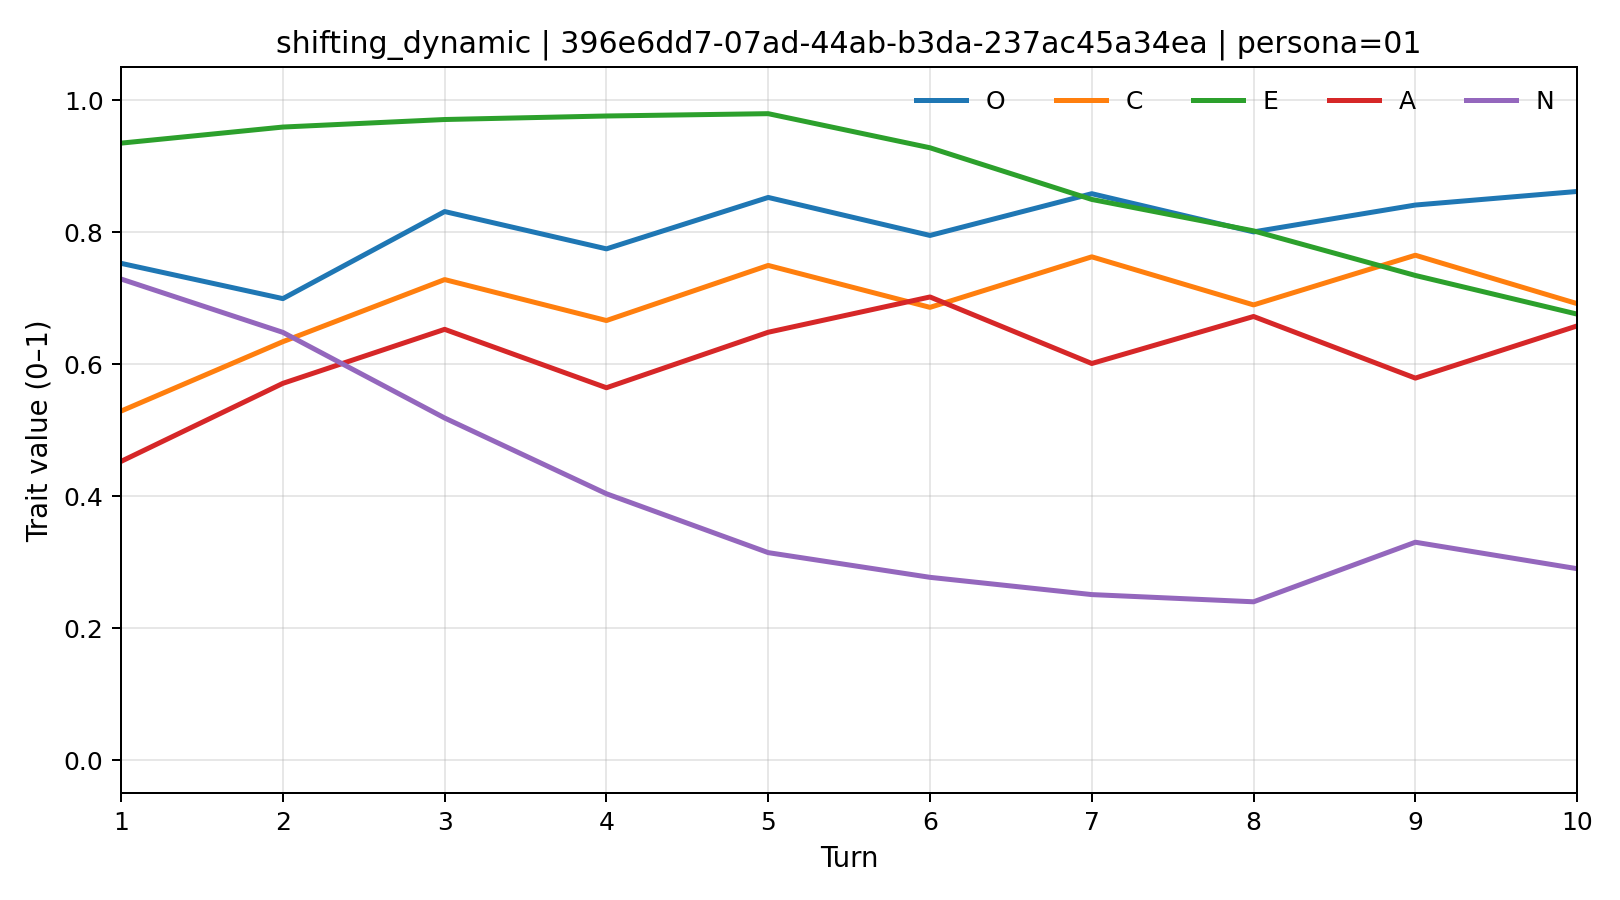 shifting_dynamic | 396e6dd7-07ad-44ab-b3da-237ac45a34ea | persona=01
O C E A N
Trait value (0–1)
1.0
0.8
0.6
0.4
0.2
0.0
1 2 3 4 5 6 7 8 9 10
Turn